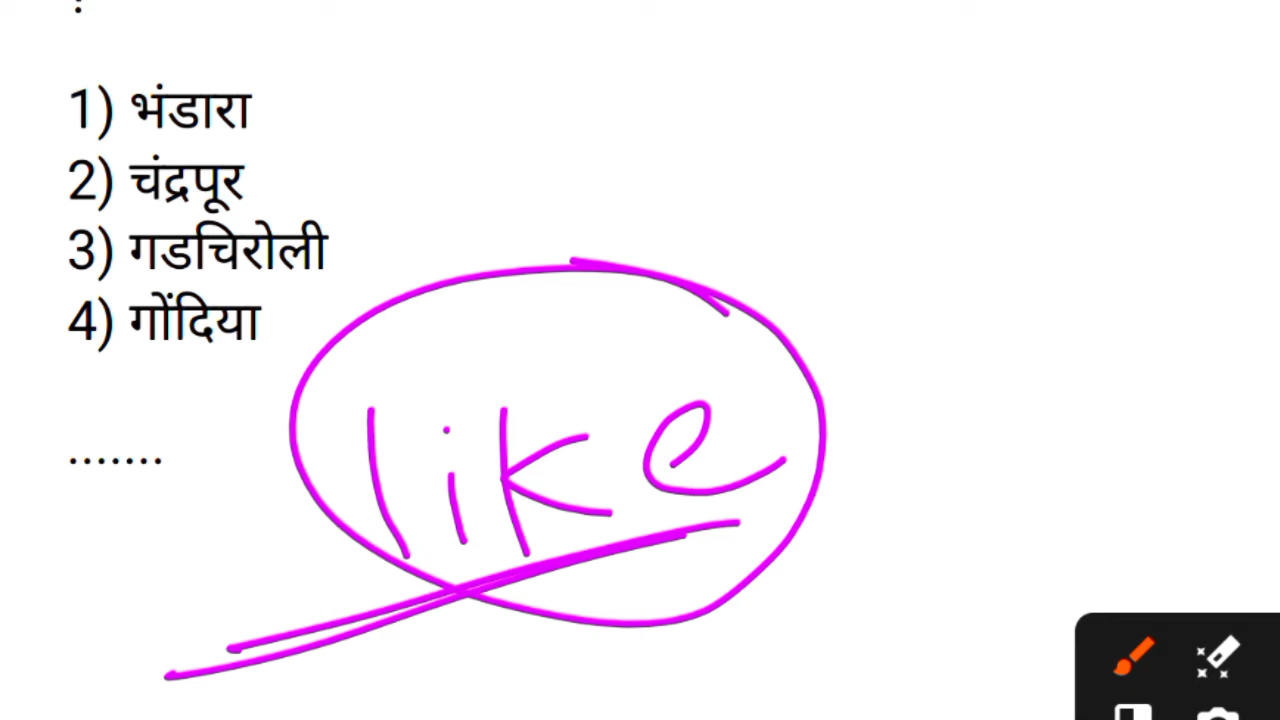 ?
1) भंडारा
2) चंद्रपूर
3) गडचिरोली
4) गोंदिया
like
.......